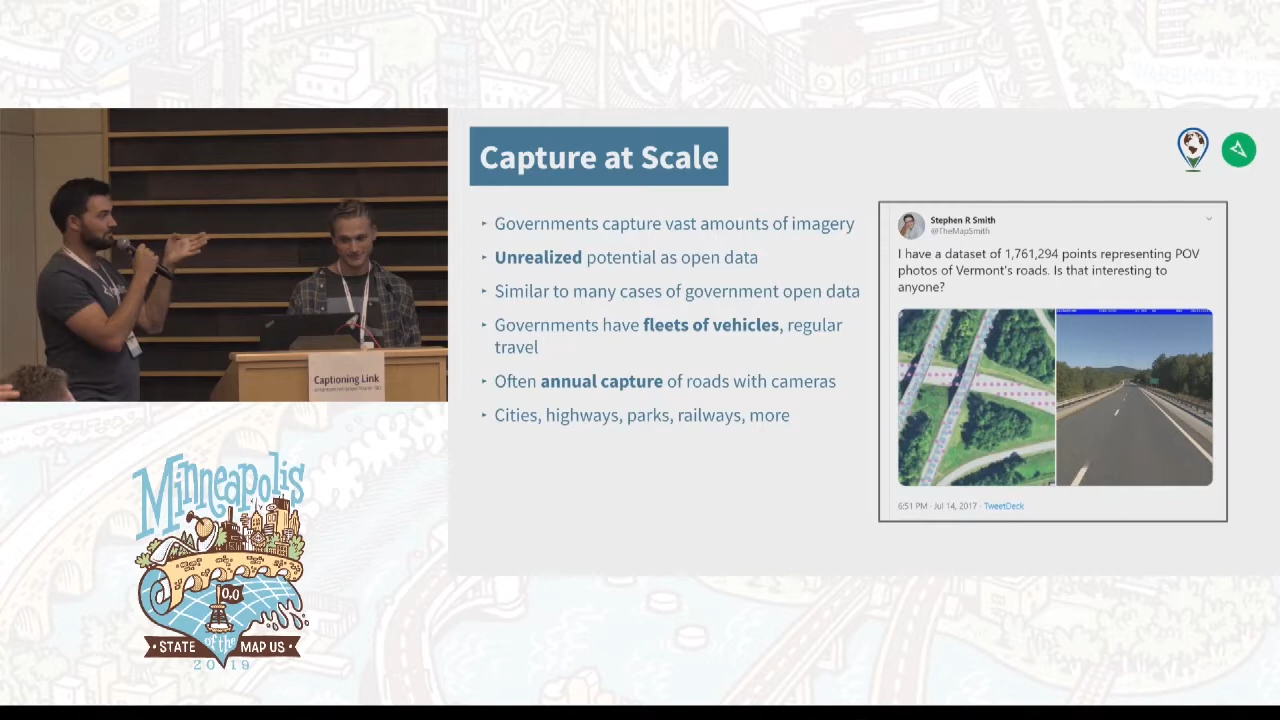 Capture at Scale
‣ Governments capture vast amounts of imagery
‣ Unrealized potential as open data
‣ Similar to many cases of government open data
‣ Governments have fleets of vehicles, regular
travel
‣ Often annual capture of roads with cameras
‣ Cities, highways, parks, railways, more
Stephen R Smith
@TheMapSmith
I have a dataset of 1,761,294 points representing POV
photos of Vermont's roads. Is that interesting to
anyone?
6:51 PM · Jul 14, 2017 · TweetDeck
Captioning Link
Minneapolis
0,0
• STATE of the MAP US •
2019